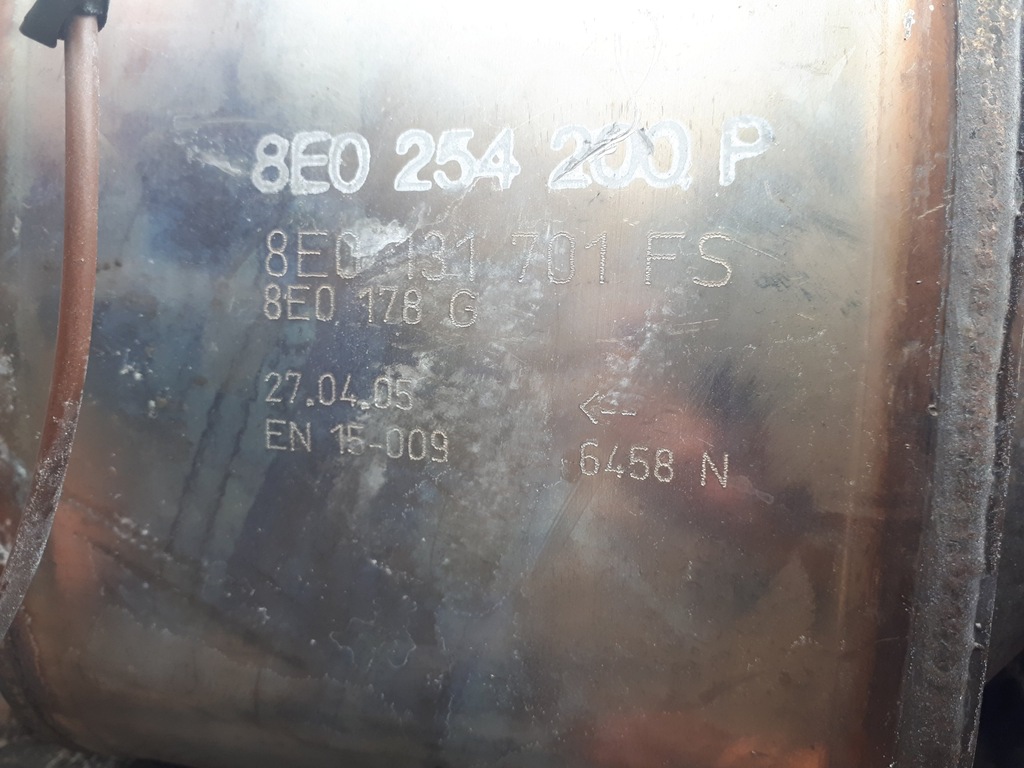 8E0 254 200 P
8E0 131 701 FS
8E0 178 G
27.04.05
EN 15-009
<--
6458 N